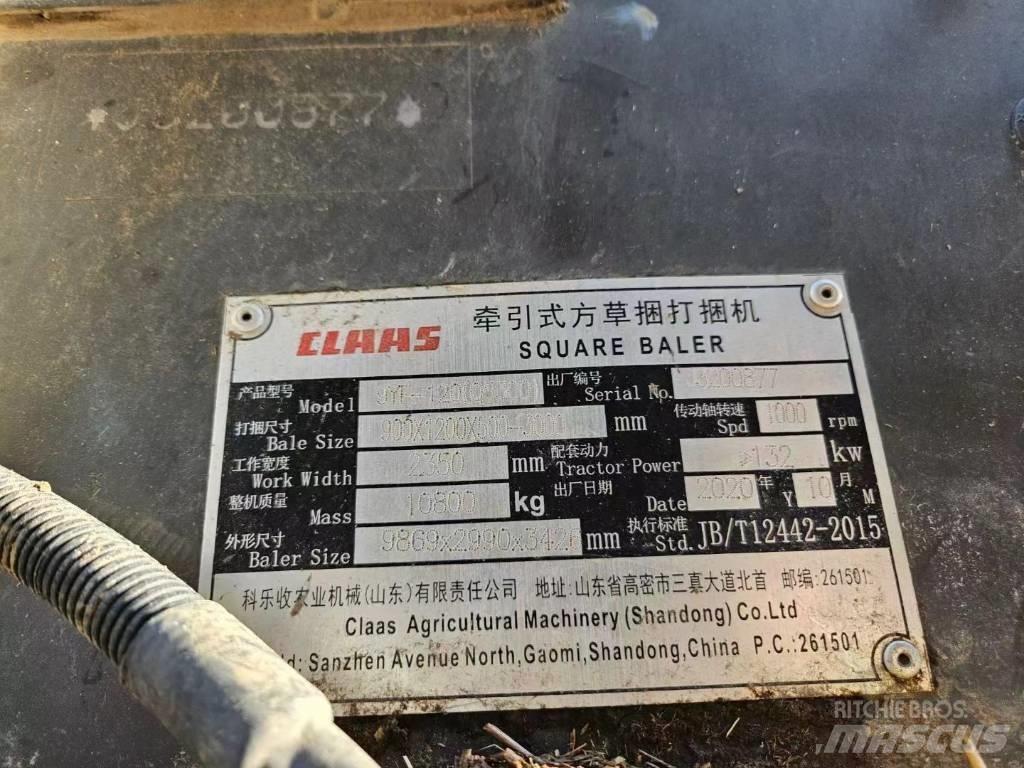 CLAAS 牵引式方草捆打捆机
SQUARE BALER
产品型号 Model 出厂编号 Serial No. 3200877
打捆尺寸 Bale Size mm 传动轴转速 Spd 1000 rpm
工作宽度 Work Width 2350 mm 配套动力 Tractor Power ≥132 kw
整机质量 Mass 10800 kg 出厂日期 Date 2020 年 Y 10 月 M
外形尺寸 Baler Size mm 执行标准 Std. JB/T12442-2015
科乐收农业机械(山东)有限责任公司 地址:山东省高密市三真大道北首 邮编:261501
Claas Agricultural Machinery (Shandong) Co.Ltd
Sanzhen Avenue North,Gaomi,Shandong,China P.C.:261501
RITCHIE BROS.
MASCUS